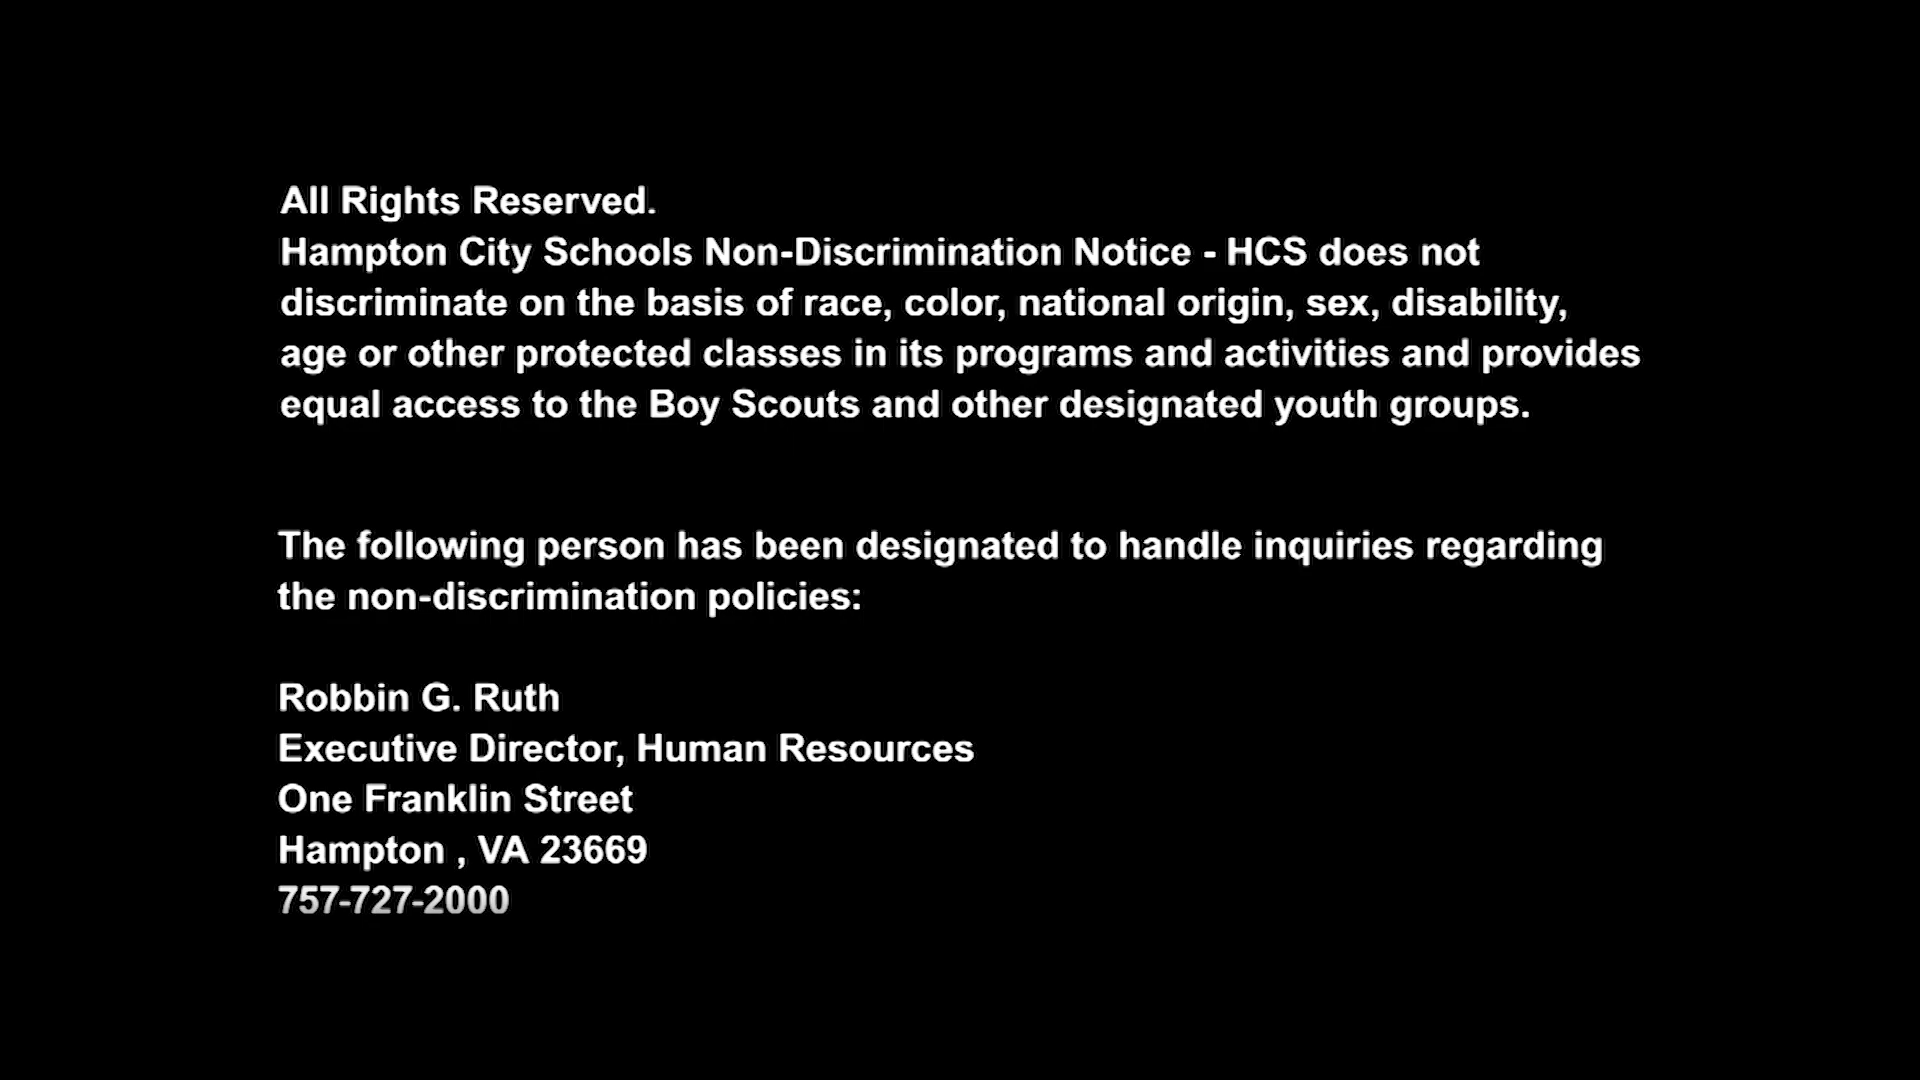 All Rights Reserved.
Hampton City Schools Non-Discrimination Notice - HCS does not
discriminate on the basis of race, color, national origin, sex, disability,
age or other protected classes in its programs and activities and provides
equal access to the Boy Scouts and other designated youth groups.
The following person has been designated to handle inquiries regarding
the non-discrimination policies:
Robbin G. Ruth
Executive Director, Human Resources
One Franklin Street
Hampton , VA 23669
757-727-2000